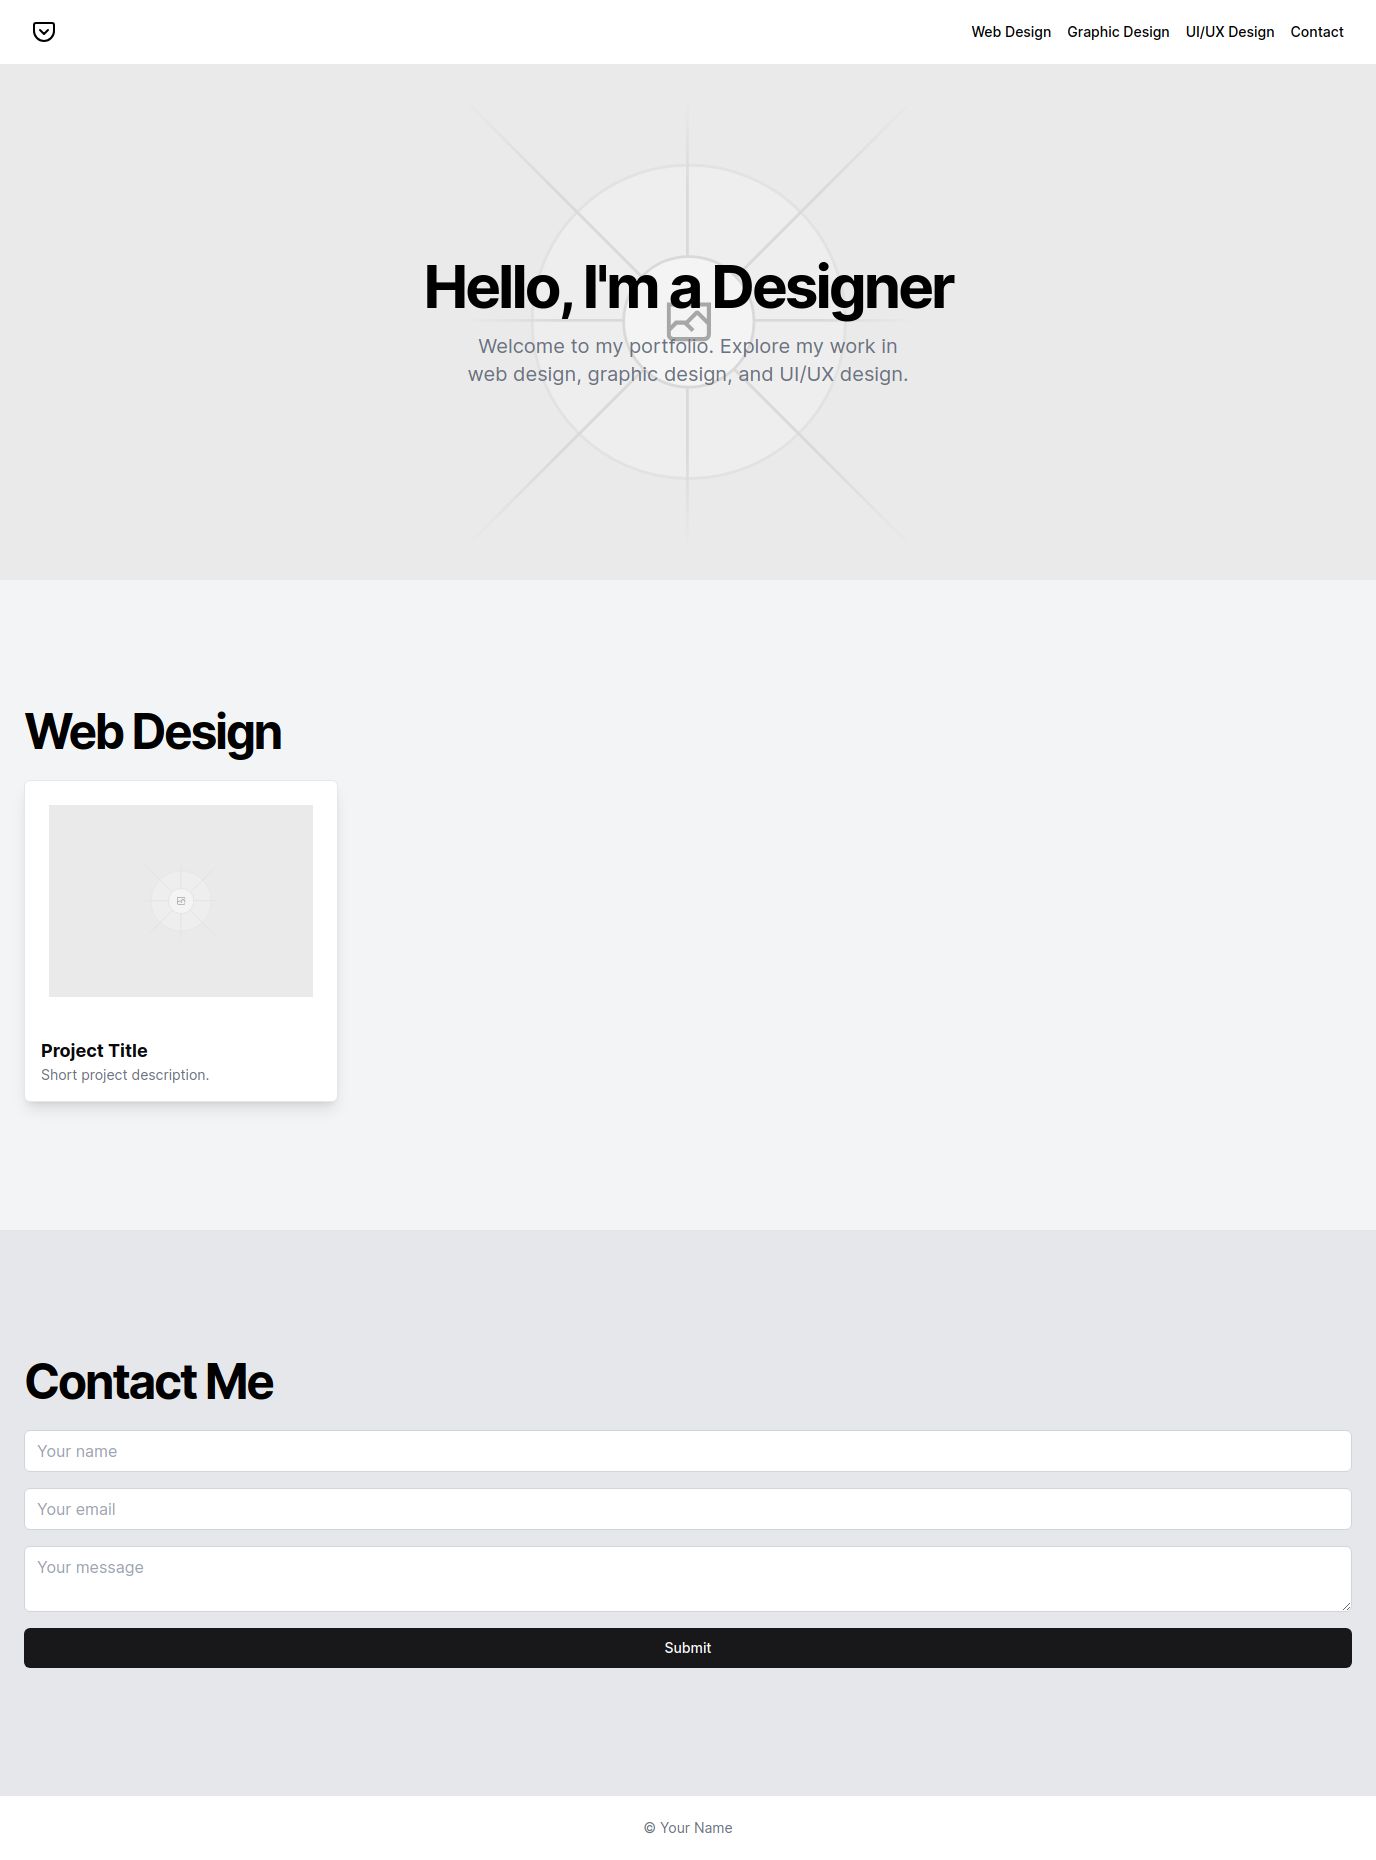 Web Design Graphic Design UI/UX Design Contact
Hello, I'm a Designer
Welcome to my portfolio. Explore my work in
web design, graphic design, and UI/UX design.
Web Design
Project Title
Short project description.
Contact Me
Your name
Your email
Your message
Submit
© Your Name